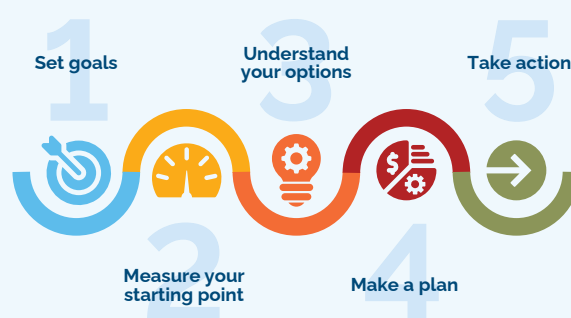 1
Set goals
2
Measure your
starting point
3
Understand
your options
4
Make a plan
$
5
Take action